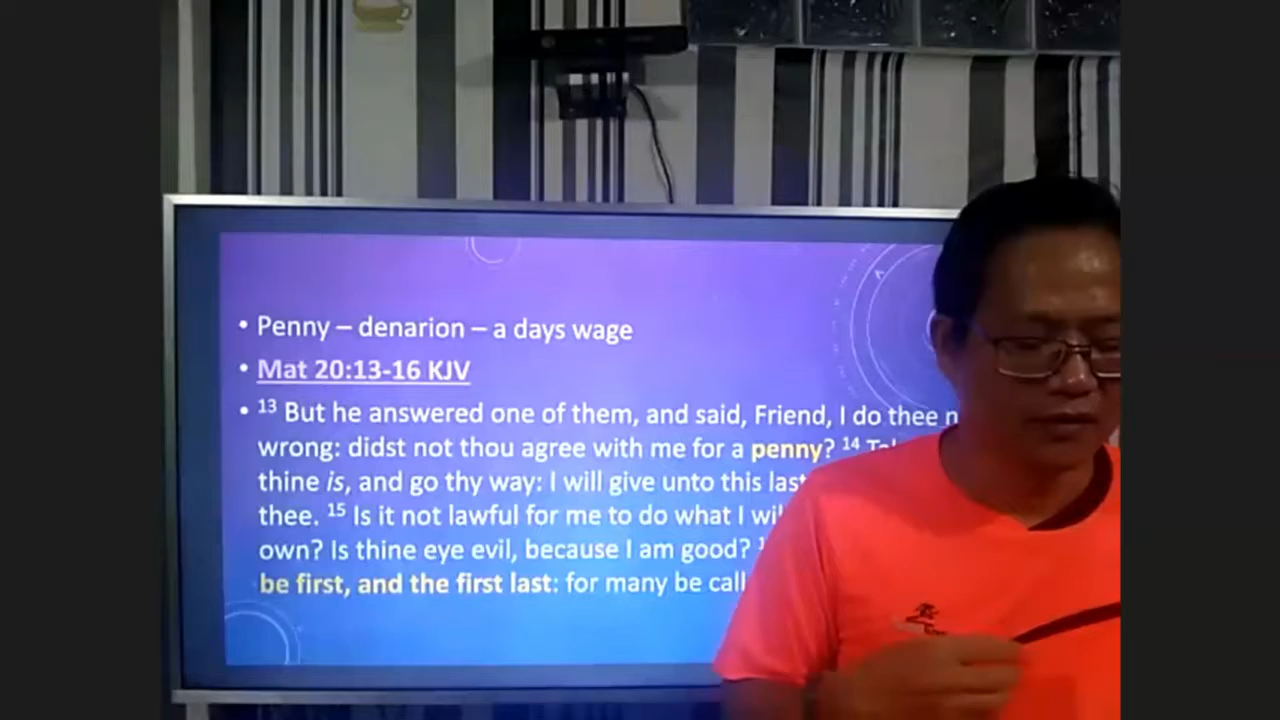 • Penny – denarion – a days wage
• Mat 20:13-16 KJV
• 13 But he answered one of them, and said, Friend, I do thee
wrong: didst not thou agree with me for a penny? 14
thine is, and go thy way: I will give unto this last
thee. 15 Is it not lawful for me to do what I
own? Is thine eye evil, because I am good?
be first, and the first last: for many be